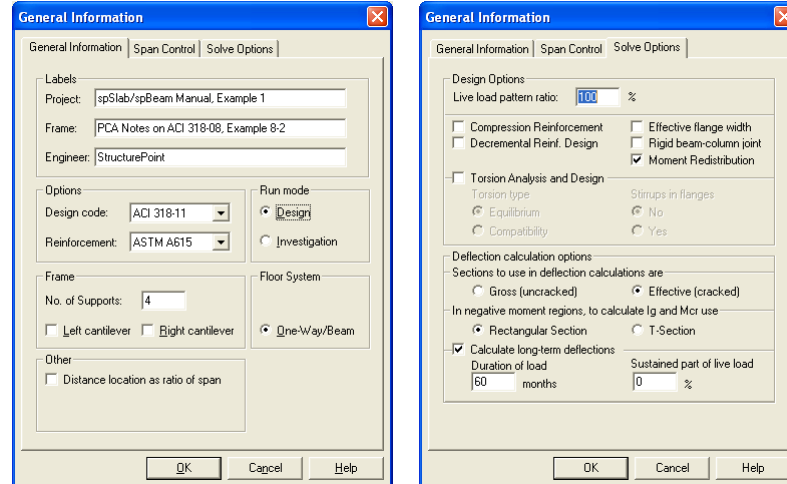 General Information
General Information Span Control Solve Options
Labels
Project: spSlab/spBeam Manual, Example 1
Frame: PCA Notes on ACI 318-08, Example 8-2
Engineer: StructurePoint
Options
Design code: ACI 318-11
Reinforcement: ASTM A615
Run mode
Design
Investigation
Frame
No. of Supports: 4
Left cantilever Right cantilever
Floor System
One-Way/Beam
Other
Distance location as ratio of span
OK Cancel Help
General Information
General Information Span Control Solve Options
Design Options
Live load pattern ratio: 100 %
Compression Reinforcement Effective flange width
Decremental Reinf. Design Rigid beam-column joint
Moment Redistribution
Torsion Analysis and Design
Torsion type Stirrups in flanges
Equilibrium No
Compatibility Yes
Deflection calculation options
Sections to use in deflection calculations are
Gross (uncracked) Effective (cracked)
In negative moment regions, to calculate Ig and Mcr use
Rectangular Section T-Section
Calculate long-term deflections
Duration of load Sustained part of live load
60 months 0 %
OK Cancel Help